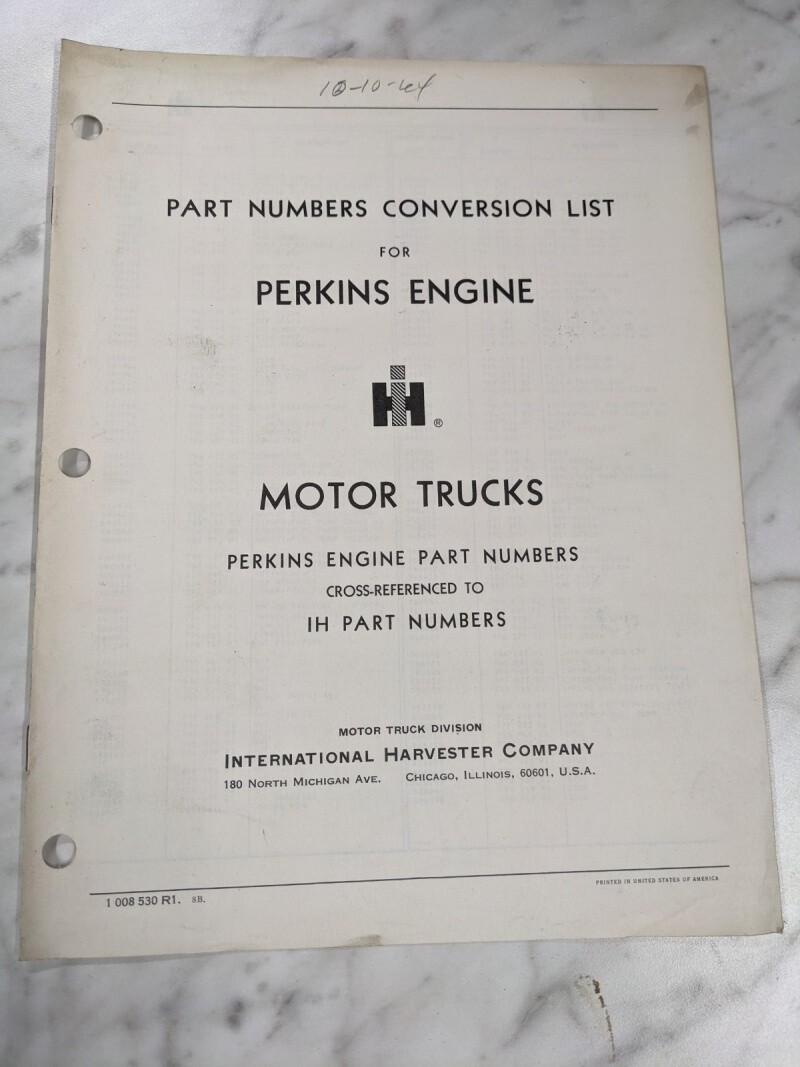 10-10-64
PART NUMBERS CONVERSION LIST
FOR
PERKINS ENGINE
IH ®
MOTOR TRUCKS
PERKINS ENGINE PART NUMBERS
CROSS-REFERENCED TO
IH PART NUMBERS
MOTOR TRUCK DIVISION
INTERNATIONAL HARVESTER COMPANY
180 NORTH MICHIGAN AVE. CHICAGO, ILLINOIS, 60601, U.S.A.
PRINTED IN UNITED STATES OF AMERICA
1 008 530 R1. 8B.